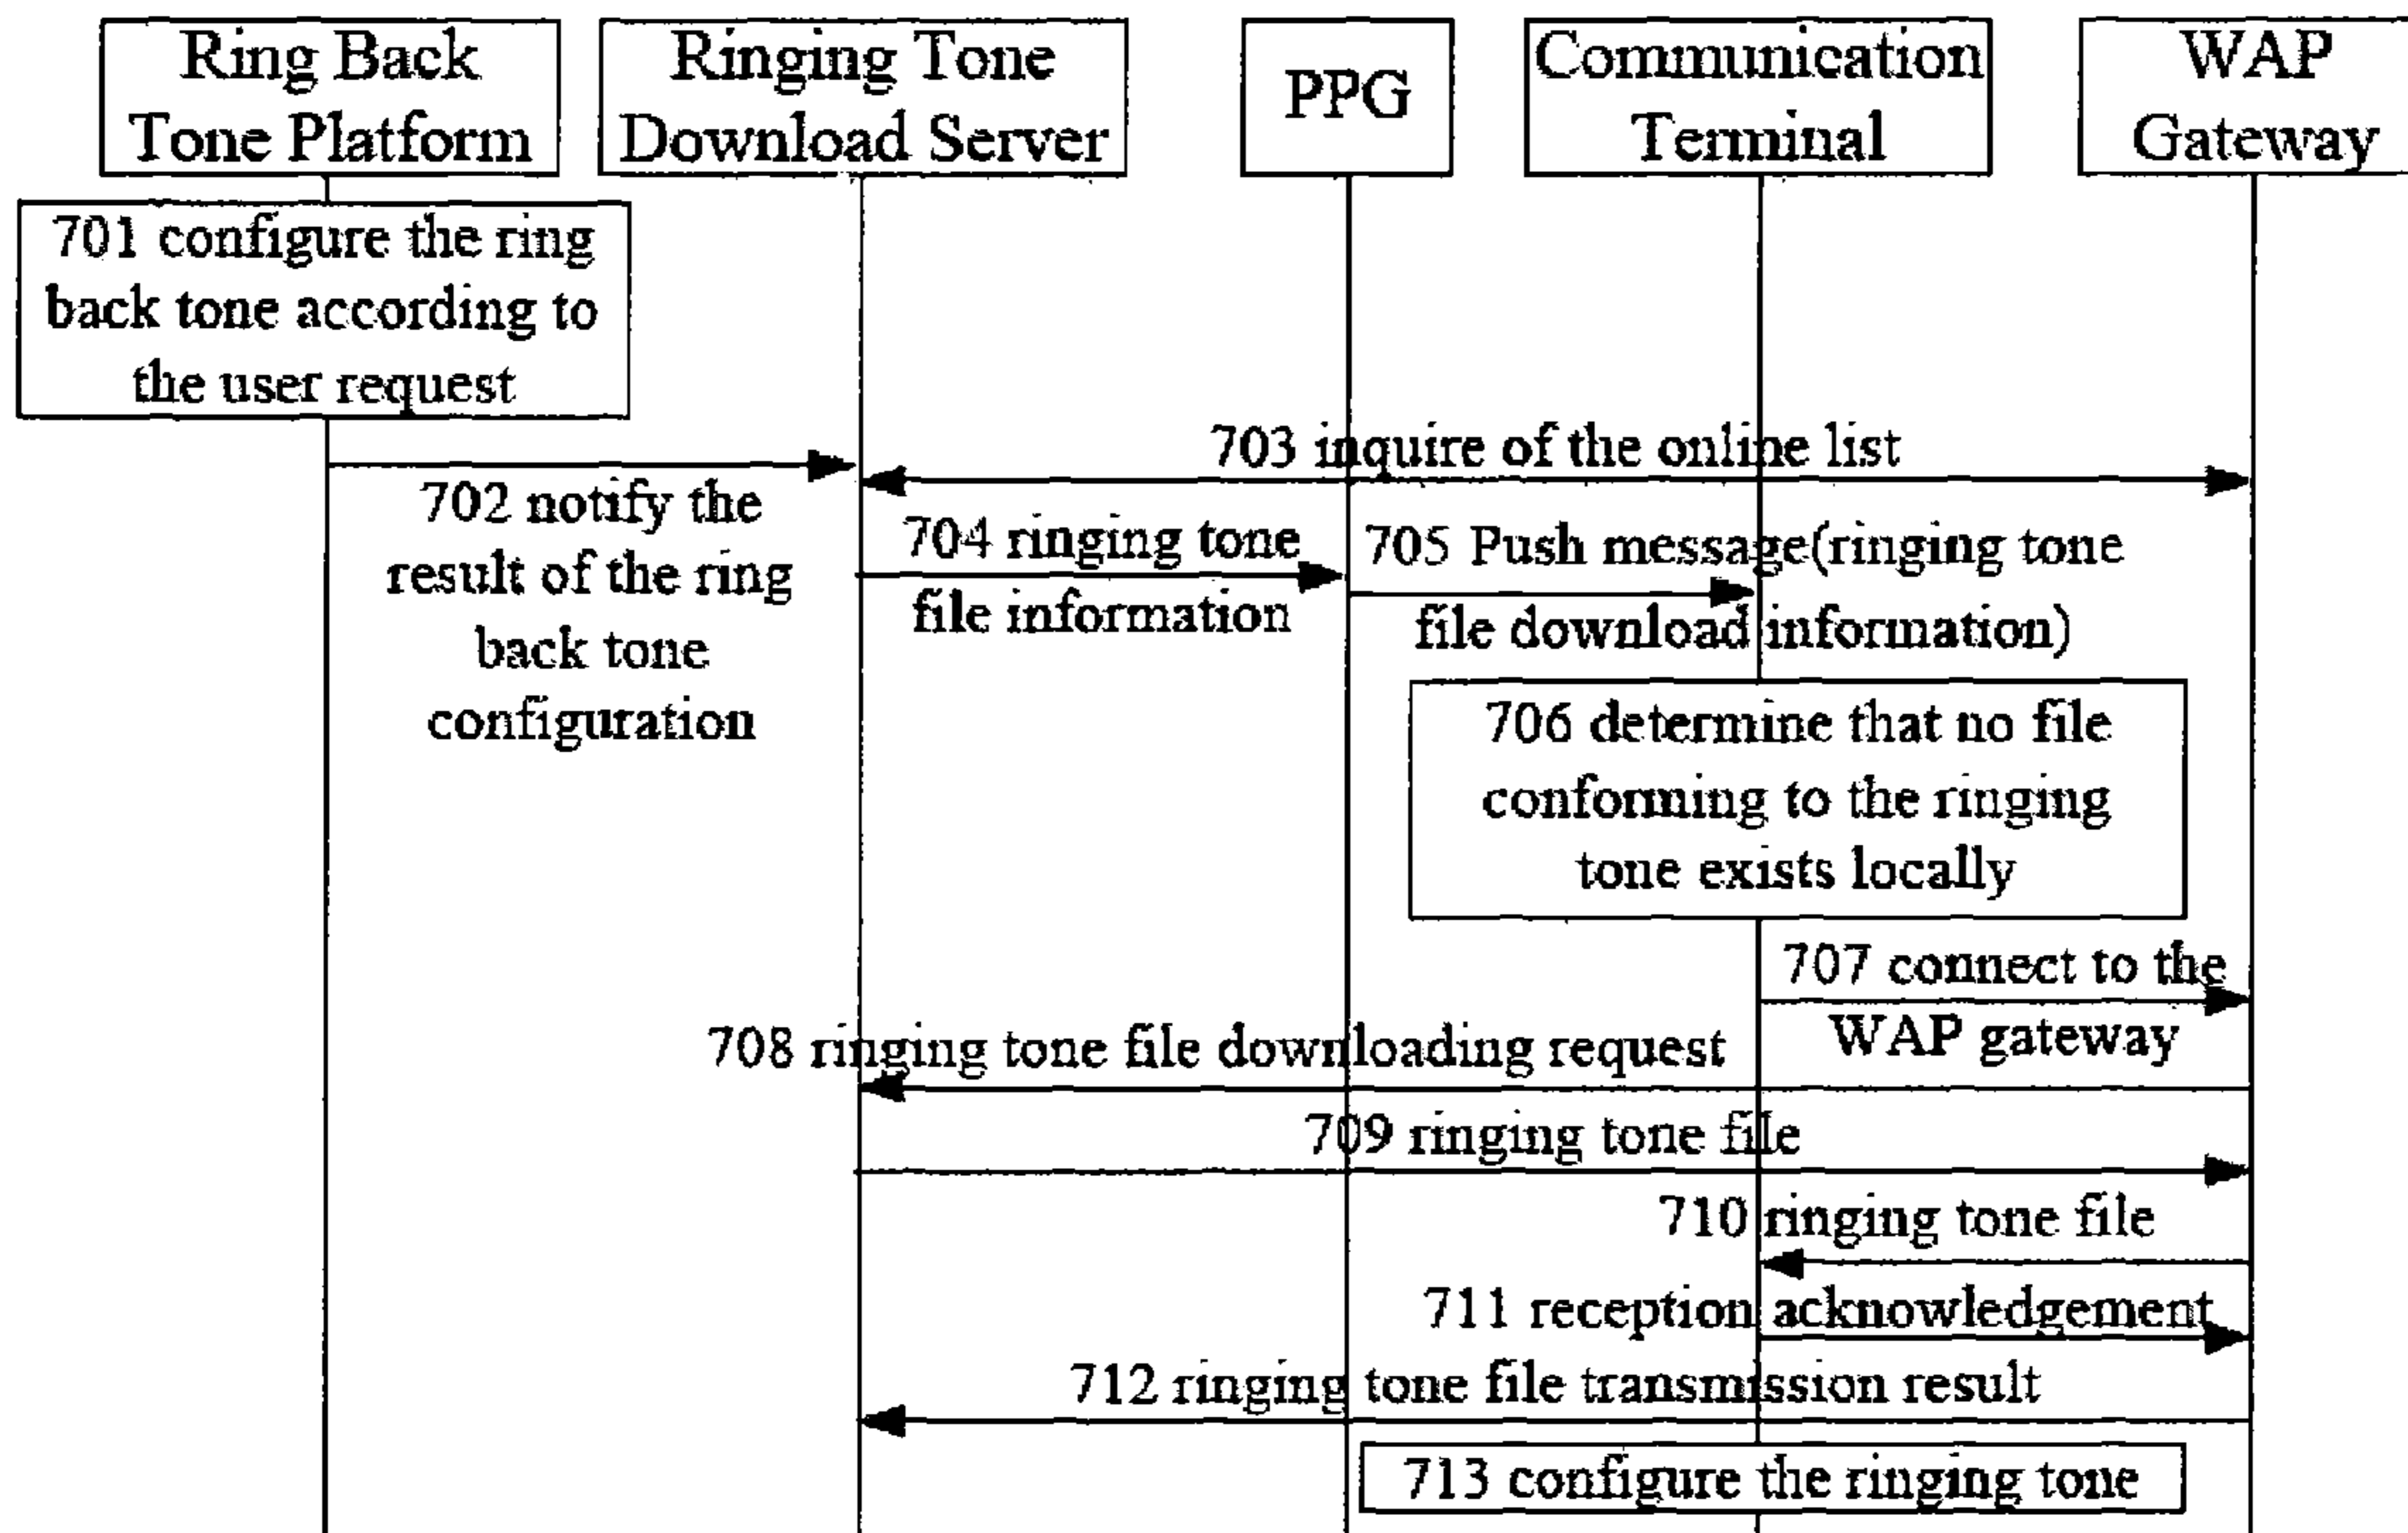 Ring Back
Tone Platform
Ringing Tone
Download Server
PPG
Communication
Terminal
WAP
Gateway
701 configure the ring
back tone according to
the user request
702 notify the
result of the ring
back tone
configuration
703 inquire of the online list
704 ringing tone
file information
705 Push message(ringing tone
file download information)
706 determine that no file
conforming to the ringing
tone exists locally
707 connect to the
WAP gateway
708 ringing tone file downloading request
709 ringing tone file
710 ringing tone file
711 reception acknowledgement
712 ringing tone file transmission result
713 configure the ringing tone